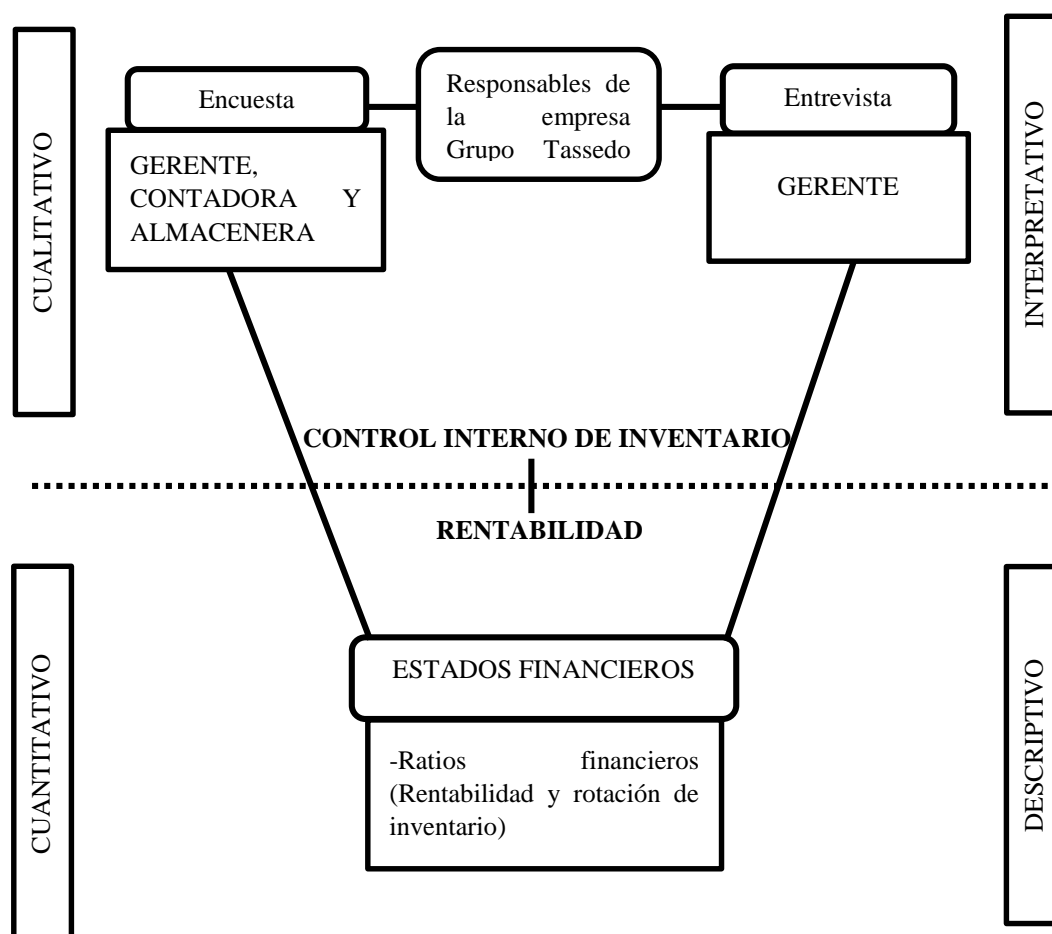 CUALITATIVO
Encuesta
GERENTE,
CONTADORA Y
ALMACENERA
Responsables de
la empresa
Grupo Tassedo
Entrevista
GERENTE
INTERPRETATIVO
CONTROL INTERNO DE INVENTARIO
RENTABILIDAD
CUANTITATIVO
ESTADOS FINANCIEROS
-Ratios financieros
(Rentabilidad y rotación de
inventario)
DESCRIPTIVO